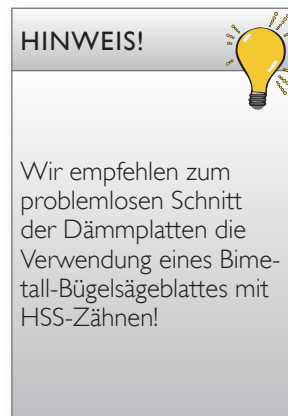 HINWEIS!
Wir empfehlen zum
problemlosen Schnitt
der Dämmplatten die
Verwendung eines Bime-
tall-Bügelsägeblattes mit
HSS-Zähnen!